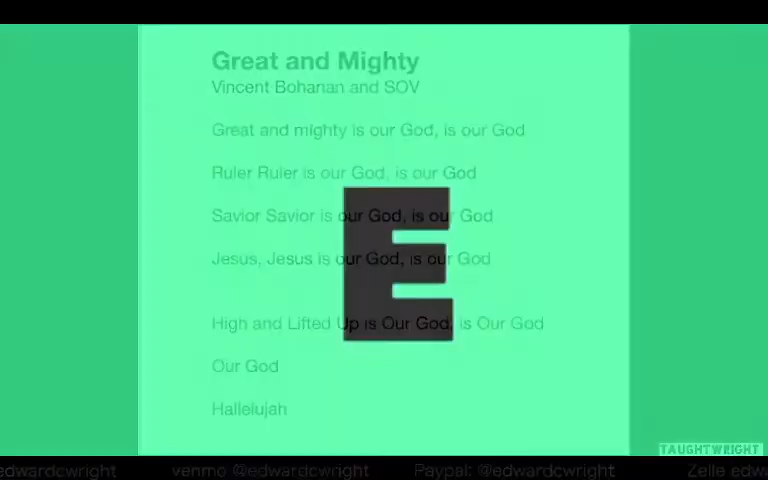 Great and Mighty
Vincent Bohanan and SOV
Great and mighty is our God, is our God
Ruler Ruler is our God, is our God
Savior Savior is our God, is our God
Jesus, Jesus is our God, is our God
E
High and Lifted Up is Our God, is Our God
Our God
Hallelujah
TAUGHTWRIGHT
edwardcwright venmo @edwardcwright Paypal: @edwardcwright Zelle edwa